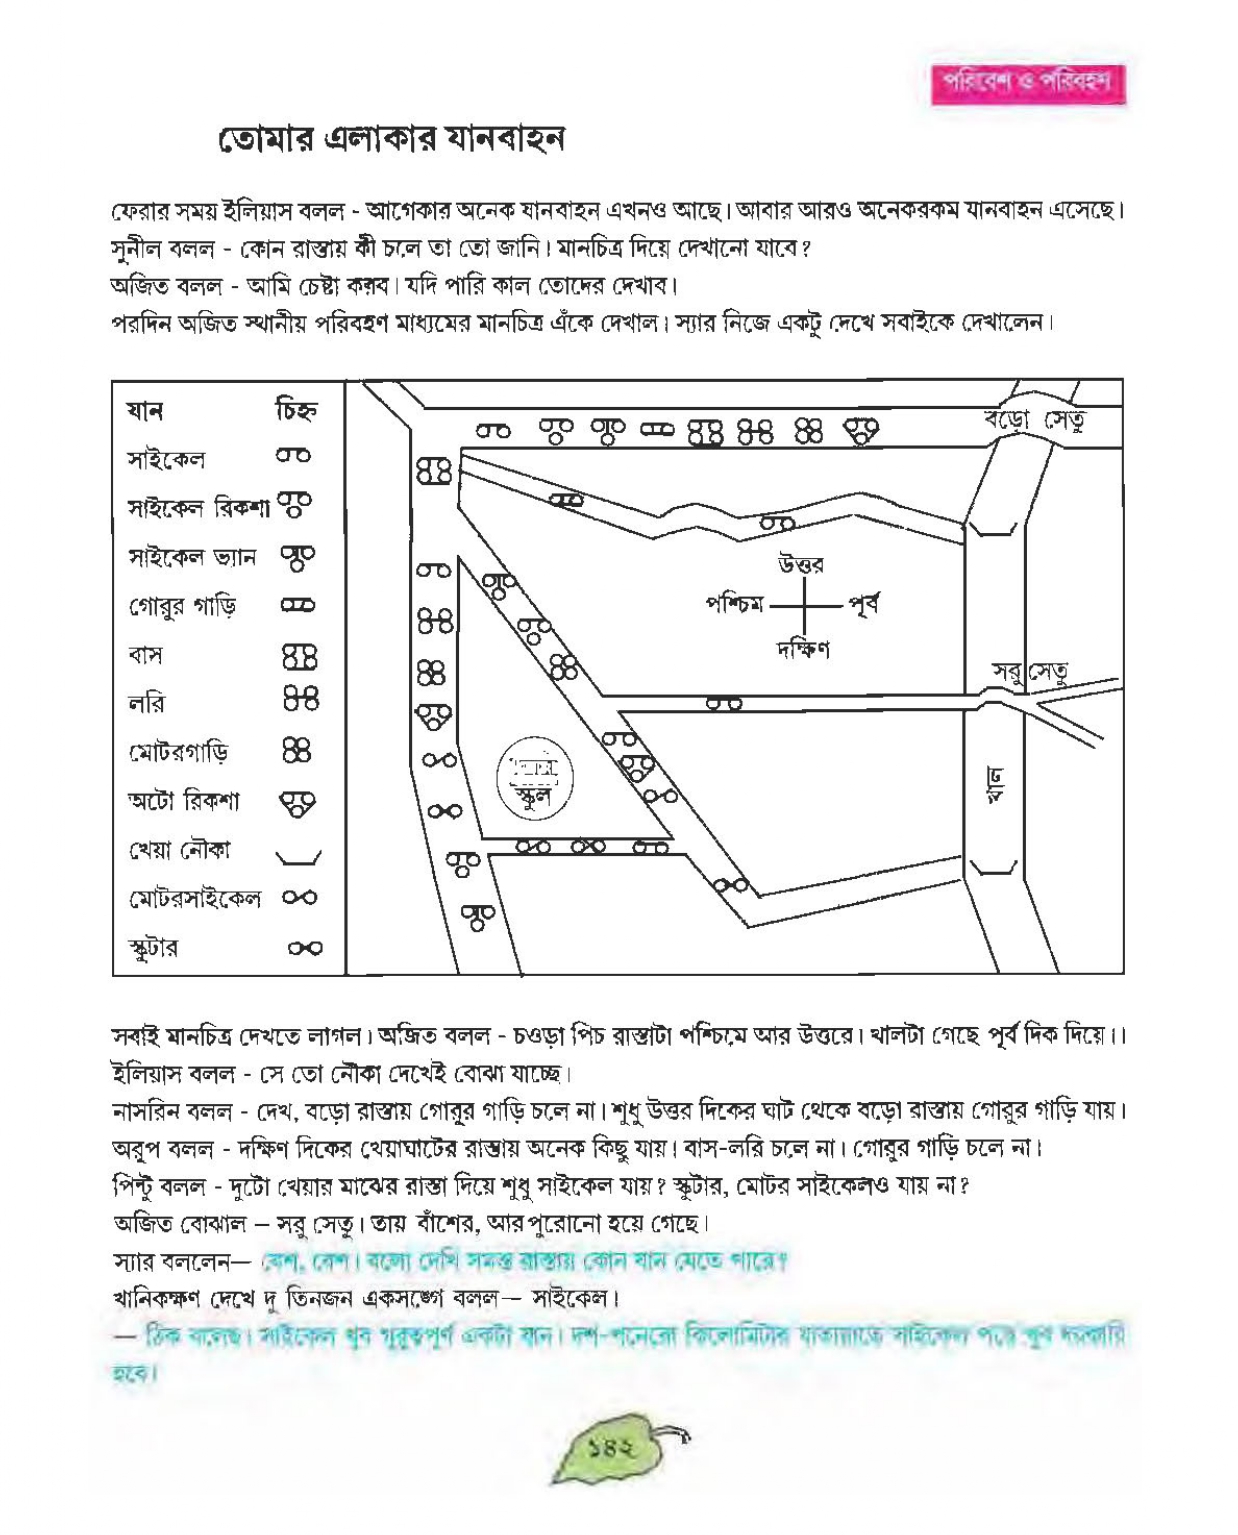 পরিবেশ ও পরিবহণ
তোমার এলাকার যানবাহন
ফেরার সময় ইলিয়াস বলল - আগেকার অনেক যানবাহন এখনও আছে। আবার আরও অনেকরকম যানবাহন এসেছে।
সুনীল বলল - কোন রাস্তায় কী চলে তা তো জানি। মানচিত্র দিয়ে দেখানো যাবে?
অজিত বলল - আমি চেষ্টা করব। যদি পারি কাল তোদের দেখাব।
পরদিন অজিত স্থানীয় পরিবহণ মাধ্যমের মানচিত্র এঁকে দেখাল। স্যার নিজে একটু দেখে সবাইকে দেখালেন।
যান চিহ্ন
সাইকেল
সাইকেল রিকশা
সাইকেল ভ্যান
গোরুর গাড়ি
বাস
লরি
মোটরগাড়ি
অটো রিকশা
খেয়া নৌকা
মোটরসাইকেল
স্কুটার
বড়ো সেতু
উত্তর
পশ্চিম পূর্ব
দক্ষিণ
সরু সেতু
খাল
স্কুল
সবাই মানচিত্র দেখতে লাগল। অজিত বলল - চওড়া পিচ রাস্তাটা পশ্চিমে আর উত্তরে। খালটা গেছে পূর্ব দিক দিয়ে।।
ইলিয়াস বলল - সে তো নৌকা দেখেই বোঝা যাচ্ছে।
নাসরিন বলল - দেখ, বড়ো রাস্তায় গোরুর গাড়ি চলে না। শুধু উত্তর দিকের ঘাট থেকে বড়ো রাস্তায় গোরুর গাড়ি যায়।
অরূপ বলল - দক্ষিণ দিকের খেয়াঘাটের রাস্তায় অনেক কিছু যায়। বাস-লরি চলে না। গোরুর গাড়ি চলে না।
পিন্টু বলল - দুটো খেয়ার মাঝের রাস্তা দিয়ে শুধু সাইকেল যায়? স্কুটার, মোটর সাইকেলও যায় না?
অজিত বোঝাল – সরু সেতু। তায় বাঁশের, আর পুরোনো হয়ে গেছে।
স্যার বললেন— বেশ, বেশ। বলো দেখি সমস্ত রাস্তায় কোন যান যেতে পারে?
খানিকক্ষণ দেখে দু তিনজন একসঙ্গে বলল— সাইকেল।
— ঠিক বলেছ। সাইকেল খুব গুরুত্বপূর্ণ একটা যান। দশ-পনেরো কিলোমিটার যাতায়াতে সাইকেল পরে খুব দরকারি
হবে।
১৪২